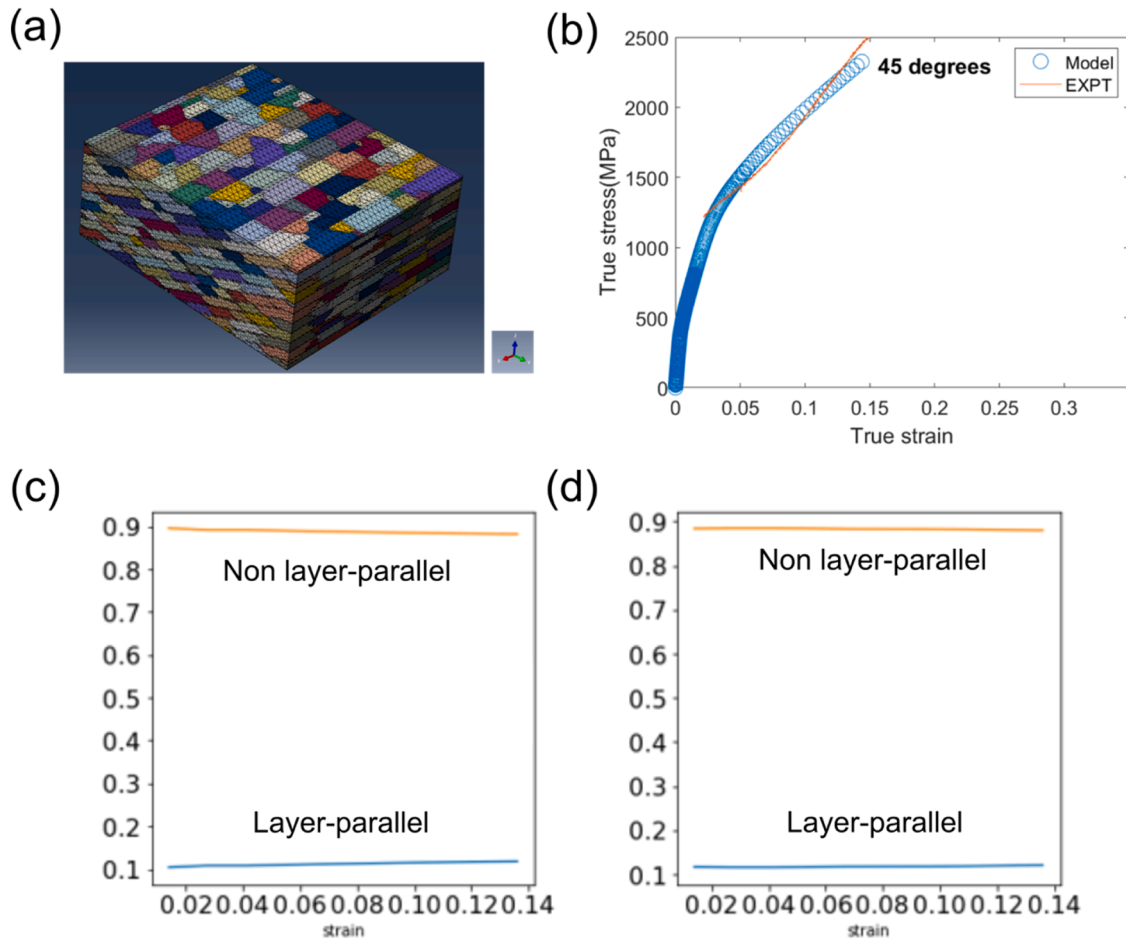 (a)
(b)
2500
2000
1500
1000
500
0
True stress(MPa)
45 degrees
Model
EXPT
0 0.05 0.1 0.15 0.2 0.25 0.3
True strain
(c)
0.9
0.8
0.7
0.6
0.5
0.4
0.3
0.2
0.1
Non layer-parallel
Layer-parallel
0.02 0.04 0.06 0.08 0.10 0.12 0.14
strain
(d)
0.9
0.8
0.7
0.6
0.5
0.4
0.3
0.2
0.1
Non layer-parallel
Layer-parallel
0.02 0.04 0.06 0.08 0.10 0.12 0.14
strain